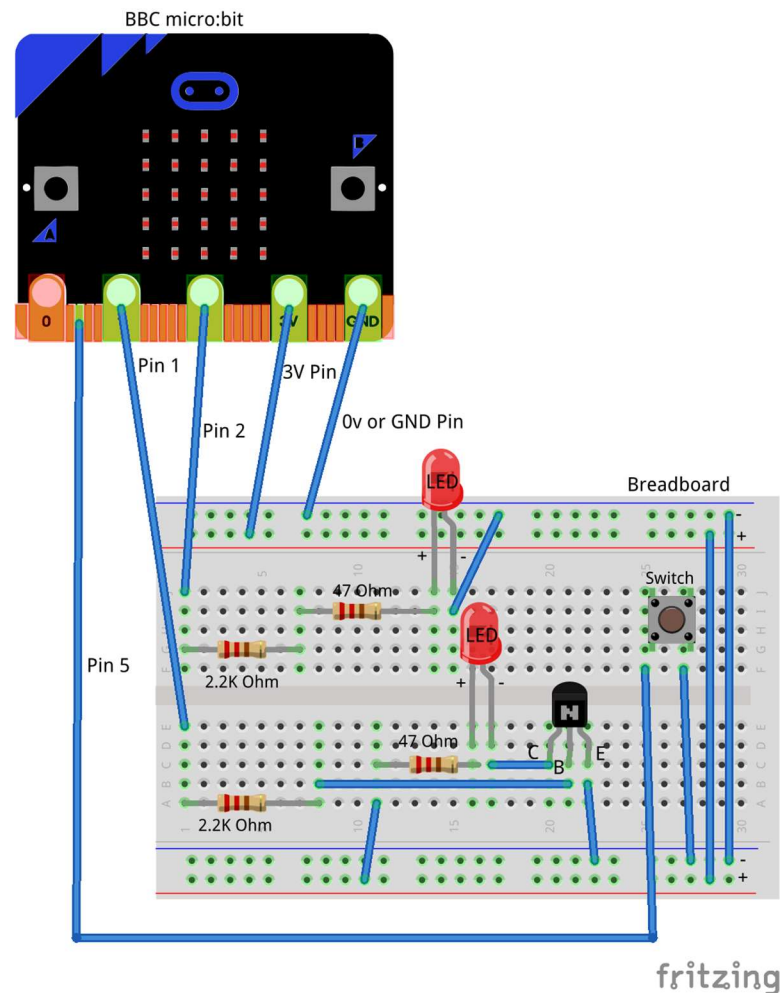 BBC micro:bit
B
A
0
3V
GND
Pin 1
3V Pin
Pin 2
0v or GND Pin
LED
Breadboard
-
+
+
-
5
10
15
20
25
30
J
I
H
G
F
47 Ohm
Switch
LED
Pin 5
2.2K Ohm
+
-
N
E
D
C
B
A
47 Ohm
C
B
E
2.2K Ohm
1
10
15
20
25
30
-
+
fritzing